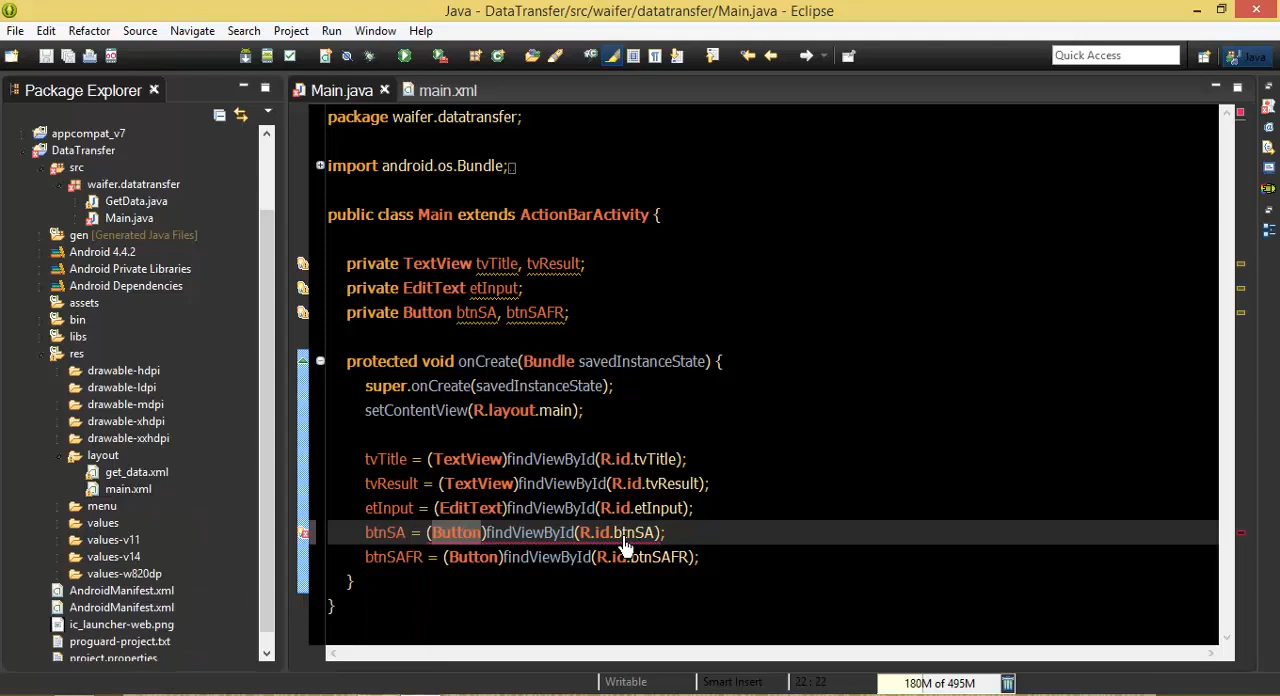 Java - DataTransfer/src/waifer/datatransfer/Main.java - Eclipse
File Edit Refactor Source Navigate Search Project Run Window Help
Quick Access
Java
Package Explorer
Main.java
main.xml
appcompat_v7
DataTransfer
src
waifer.datatransfer
GetData.java
Main.java
gen [Generated Java Files]
Android 4.4.2
Android Private Libraries
Android Dependencies
assets
bin
libs
res
drawable-hdpi
drawable-ldpi
drawable-mdpi
drawable-xhdpi
drawable-xxhdpi
layout
get_data.xml
main.xml
menu
values
values-v11
values-v14
values-w820dp
AndroidManifest.xml
AndroidManifest.xml
ic_launcher-web.png
proguard-project.txt
project.properties
package waifer.datatransfer;
import android.os.Bundle;
public class Main extends ActionBarActivity {
private TextView tvTitle, tvResult;
private EditText etInput;
private Button btnSA, btnSAFR;
protected void onCreate(Bundle savedInstanceState) {
super.onCreate(savedInstanceState);
setContentView(R.layout.main);
tvTitle = (TextView)findViewById(R.id.tvTitle);
tvResult = (TextView)findViewById(R.id.tvResult);
etInput = (EditText)findViewById(R.id.etInput);
btnSA = (Button)findViewById(R.id.btnSA);
btnSAFR = (Button)findViewById(R.id.btnSAFR);
}
}
Writable
Smart Insert
22 : 22
180M of 495M